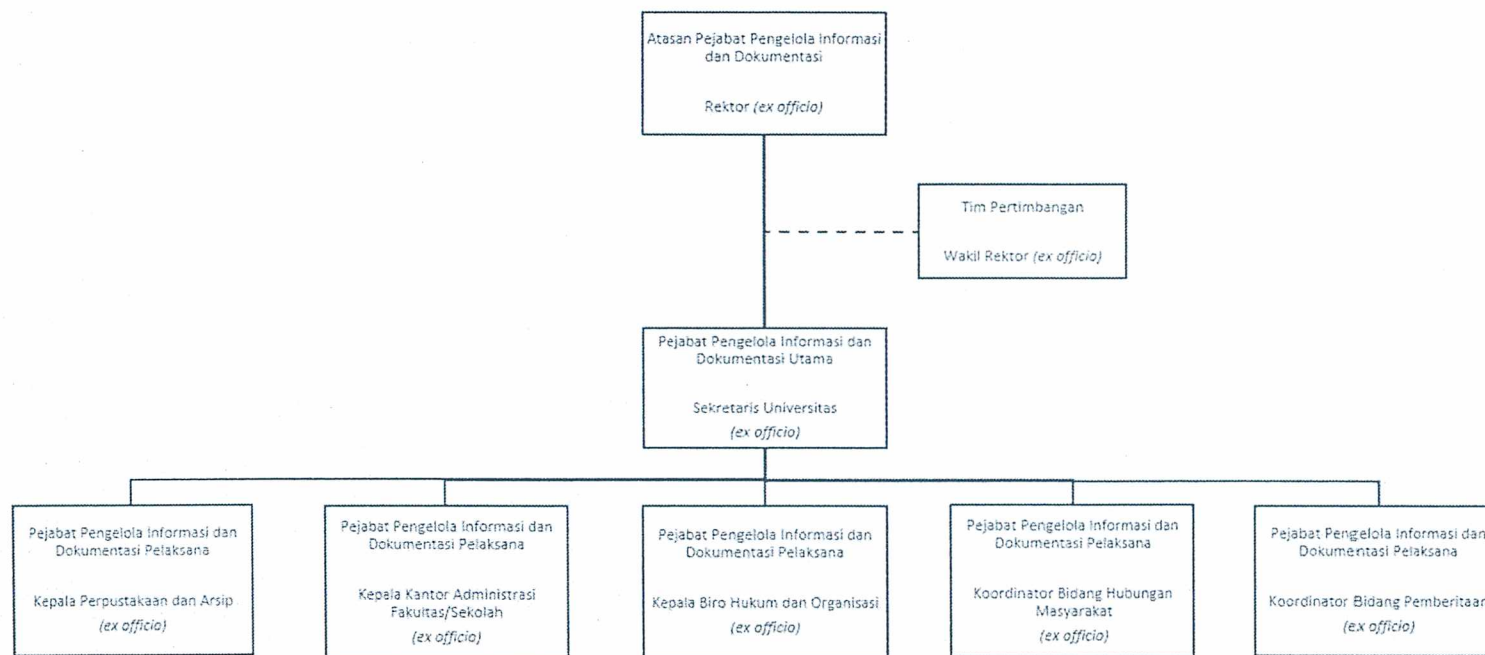 Atasan Pejabat Pengelola Informasi
dan Dokumentasi
Rektor (ex officio)
Tim Pertimbangan
Wakil Rektor (ex officio)
Pejabat Pengelola Informasi dan
Dokumentasi Utama
Sekretaris Universitas
(ex officio)
Pejabat Pengelola Informasi dan
Dokumentasi Pelaksana
Kepala Perpustakaan dan Arsip
(ex officio)
Pejabat Pengelola Informasi dan
Dokumentasi Pelaksana
Kepala Kantor Administrasi
Fakultas/Sekolah
(ex officio)
Pejabat Pengelola Informasi dan
Dokumentasi Pelaksana
Kepala Biro Hukum dan Organisasi
(ex officio)
Pejabat Pengelola Informasi dan
Dokumentasi Pelaksana
Koordinator Bidang Hubungan
Masyarakat
(ex officio)
Pejabat Pengelola Informasi dan
Dokumentasi Pelaksana
Koordinator Bidang Pemberitaan
(ex officio)